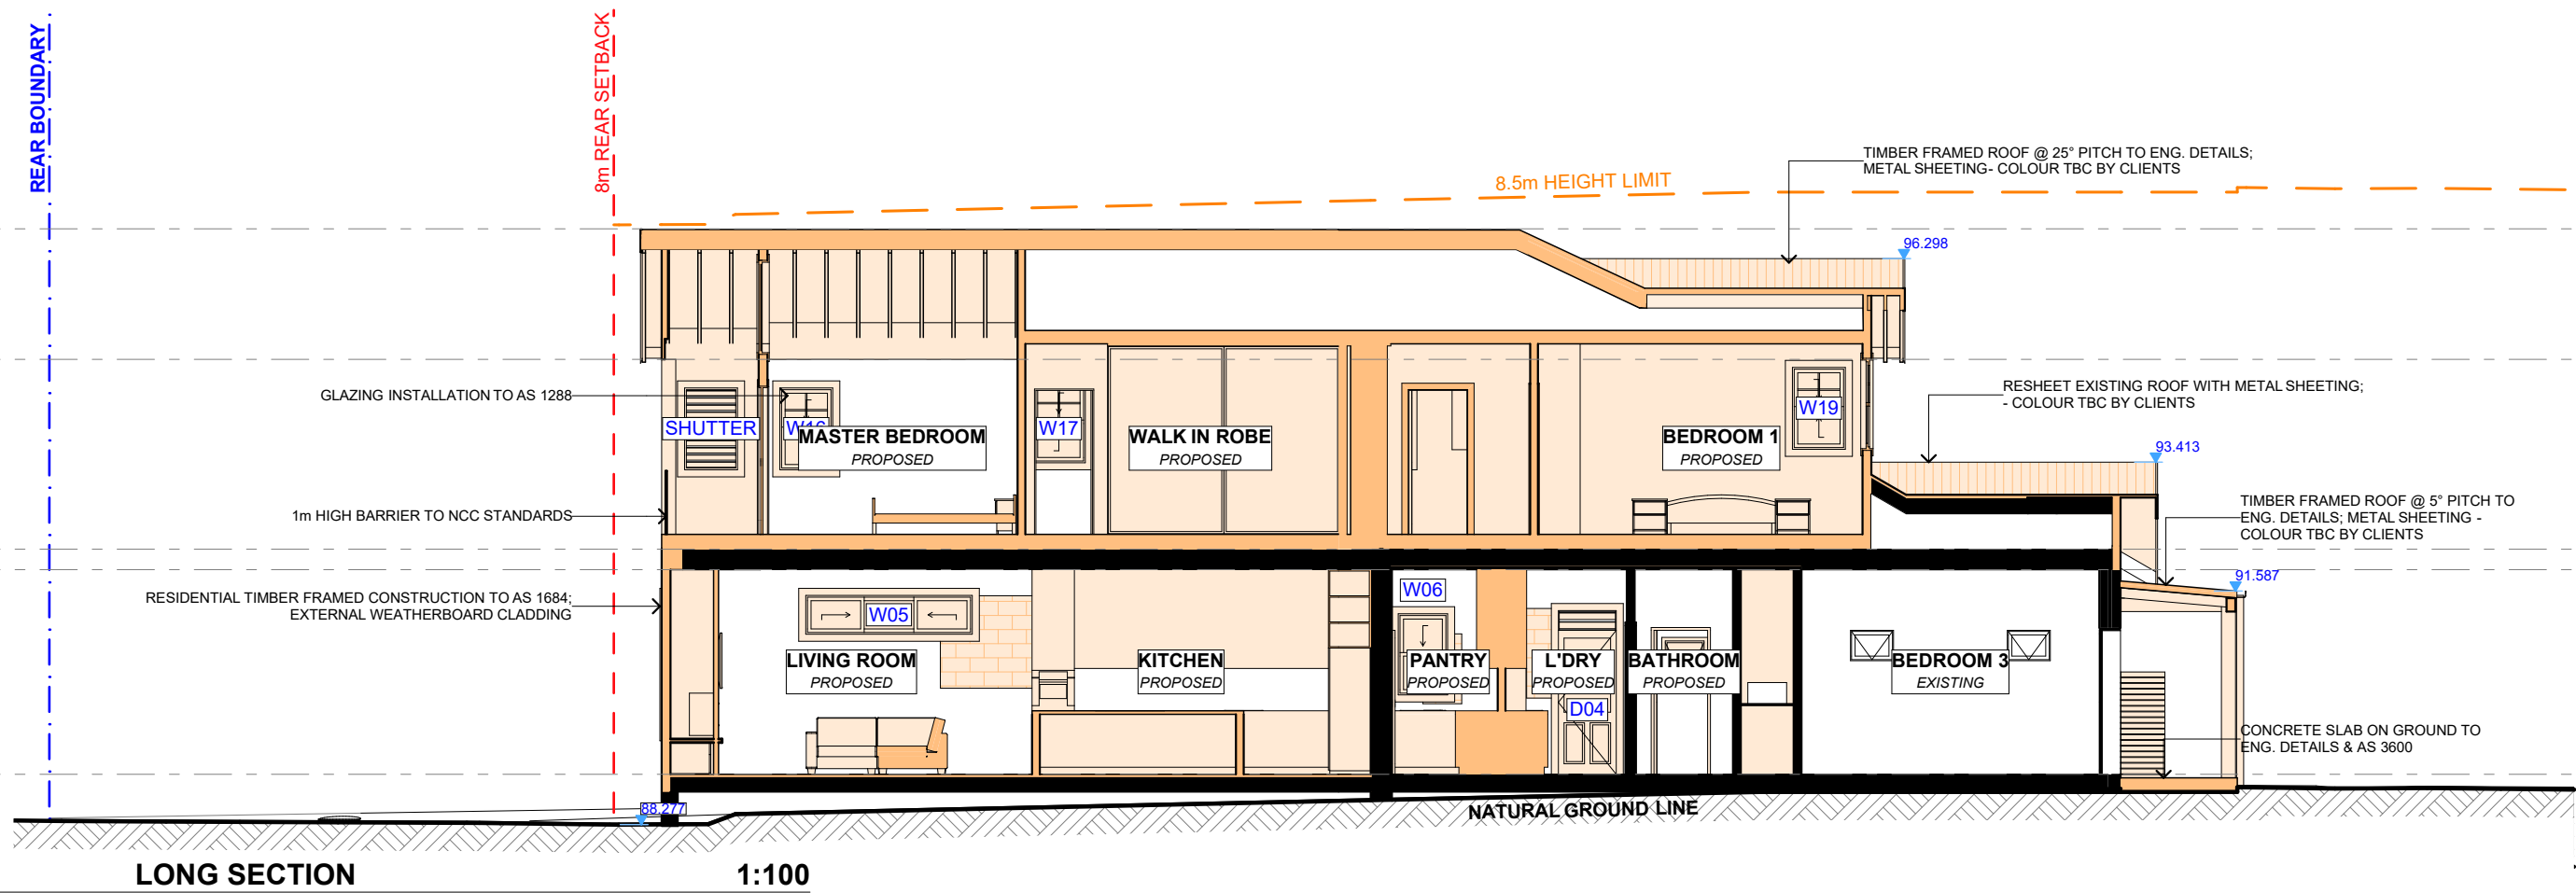 REAR BOUNDARY
8m REAR SETBACK
8.5m HEIGHT LIMIT
TIMBER FRAMED ROOF @ 25° PITCH TO ENG. DETAILS;
METAL SHEETING- COLOUR TBC BY CLIENTS
96.298
GLAZING INSTALLATION TO AS 1288
RESHEET EXISTING ROOF WITH METAL SHEETING;
- COLOUR TBC BY CLIENTS
SHUTTER
W16
MASTER BEDROOM
PROPOSED
W17
WALK IN ROBE
PROPOSED
BEDROOM 1
PROPOSED
W19
93.413
1m HIGH BARRIER TO NCC STANDARDS
TIMBER FRAMED ROOF @ 5° PITCH TO
ENG. DETAILS; METAL SHEETING -
COLOUR TBC BY CLIENTS
91.587
RESIDENTIAL TIMBER FRAMED CONSTRUCTION TO AS 1684;
EXTERNAL WEATHERBOARD CLADDING
W05
W06
LIVING ROOM
PROPOSED
KITCHEN
PROPOSED
PANTRY
PROPOSED
L'DRY
PROPOSED
D04
BATHROOM
PROPOSED
BEDROOM 3
EXISTING
CONCRETE SLAB ON GROUND TO
ENG. DETAILS & AS 3600
88.277
NATURAL GROUND LINE
LONG SECTION
1:100